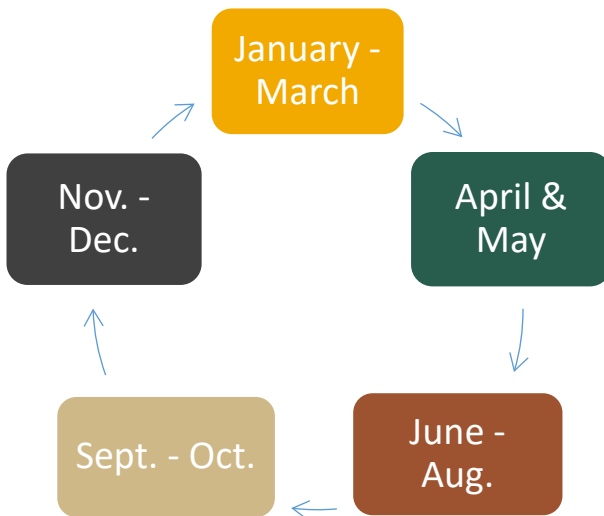 January -
March
April &
May
June -
Aug.
Sept. - Oct.
Nov. -
Dec.